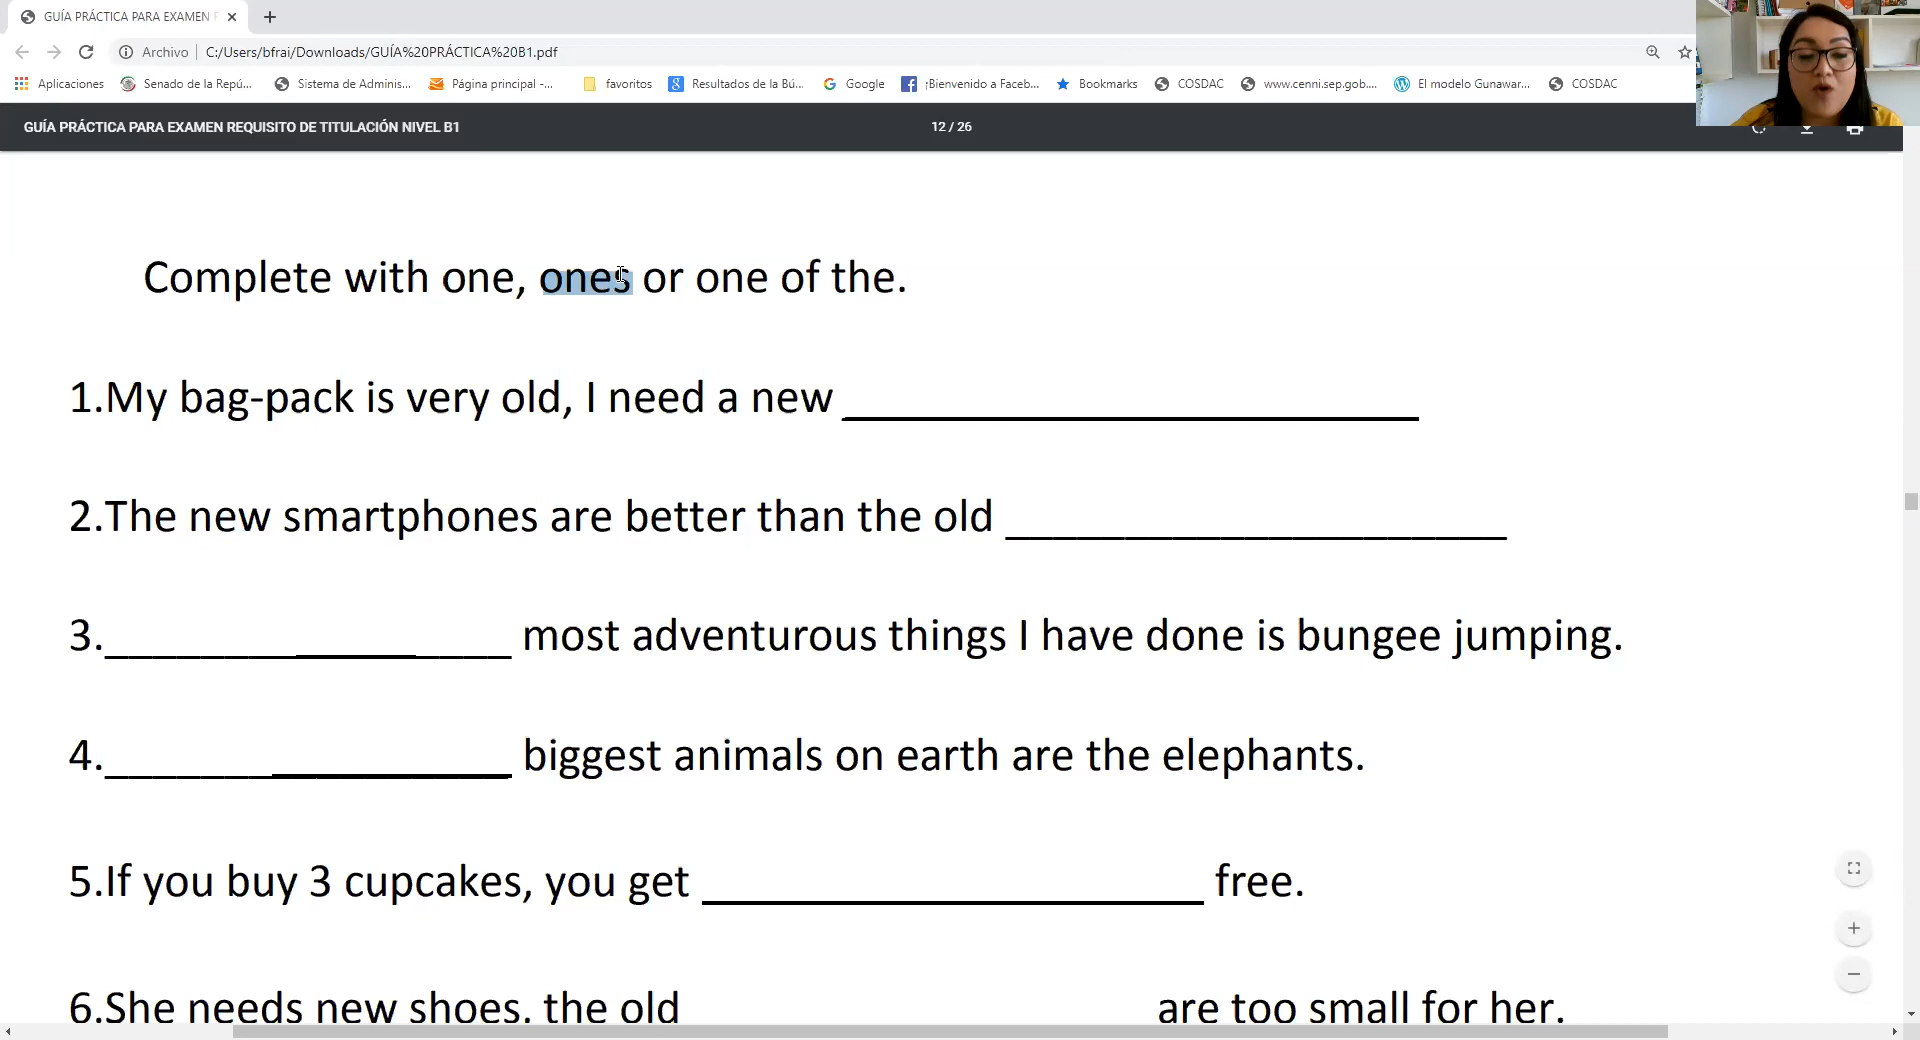 GUÍA PRÁCTICA PARA EXAMEN
Archivo C:/Users/bfrai/Downloads/GUÍA%20PRÁCTICA%20B1.pdf
Aplicaciones Senado de la Repú... Sistema de Adminis... Página principal -... favoritos Resultados de la Bú... Google ¡Bienvenido a Faceb... Bookmarks COSDAC www.cenni.sep.gob.... El modelo Gunawar... COSDAC
GUÍA PRÁCTICA PARA EXAMEN REQUISITO DE TITULACIÓN NIVEL B1 12 / 26
Complete with one, ones or one of the.
1.My bag-pack is very old, I need a new ________________________
2.The new smartphones are better than the old _____________________
3._________________ most adventurous things I have done is bungee jumping.
4._________________ biggest animals on earth are the elephants.
5.If you buy 3 cupcakes, you get _____________________ free.
6.She needs new shoes, the old are too small for her.